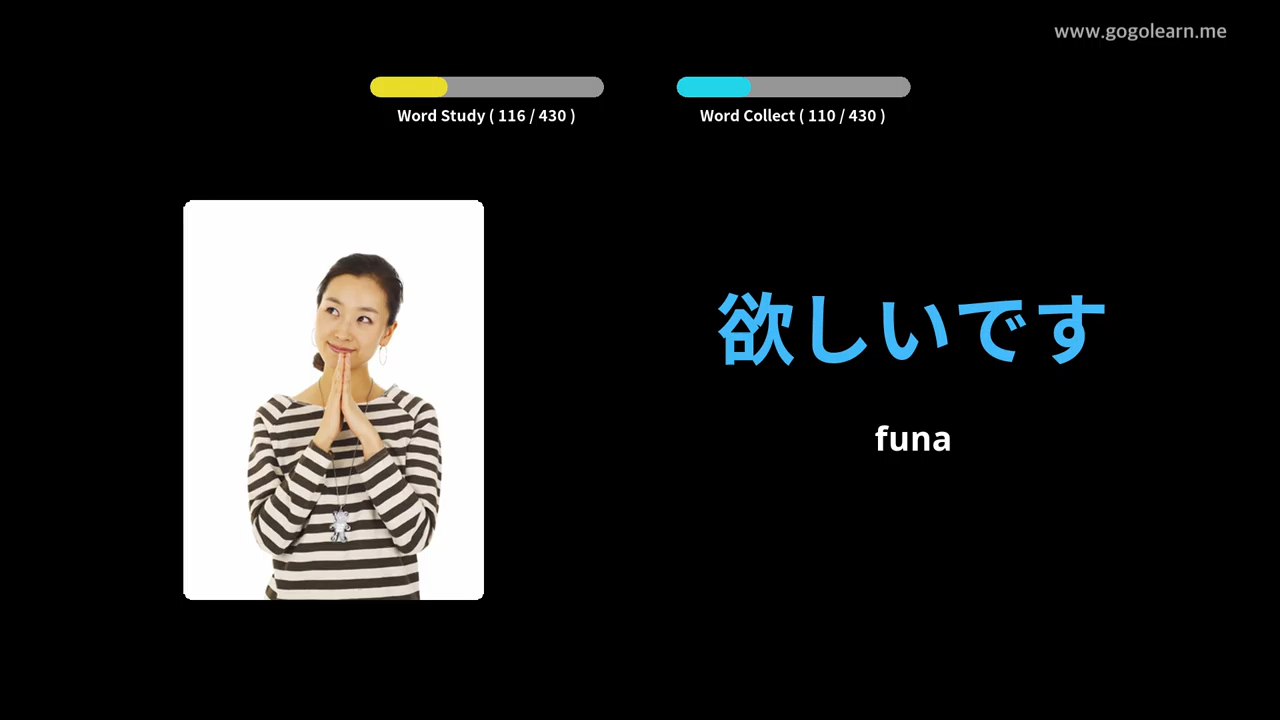 www.gogolearn.me
Word Study ( 116 / 430 )
Word Collect ( 110 / 430 )
欲しいです
funa